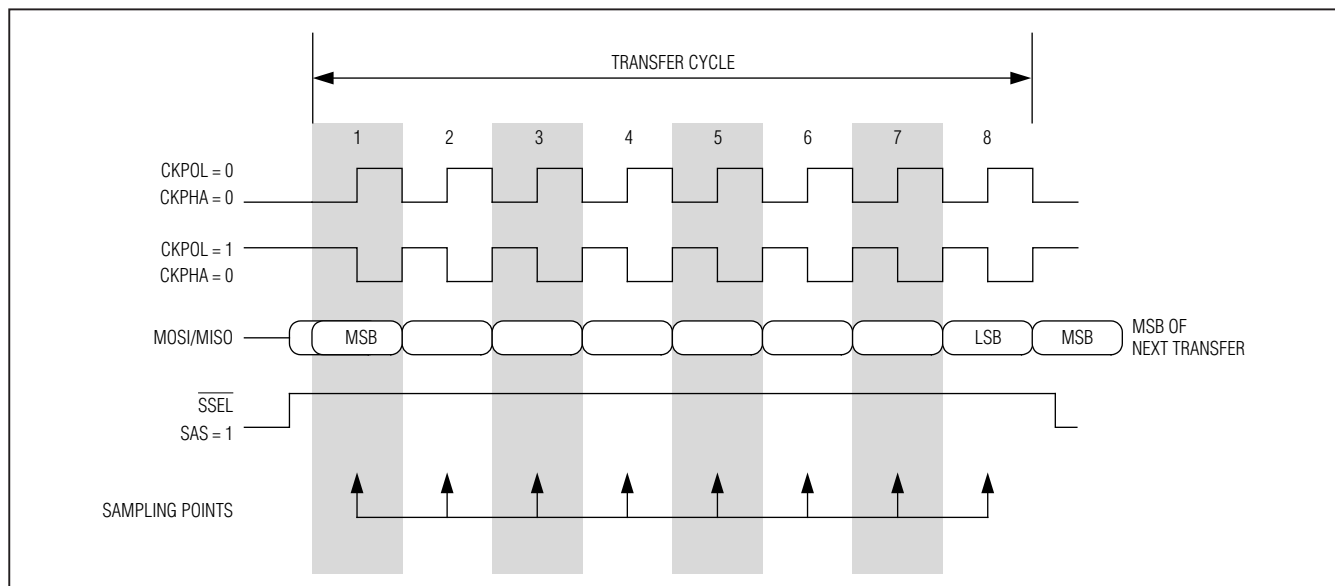 TRANSFER CYCLE
1 2 3 4 5 6 7 8
CKPOL = 0
CKPHA = 0
CKPOL = 1
CKPHA = 0
MOSI/MISO
MSB
LSB
MSB
MSB OF
NEXT TRANSFER
SSEL
SAS = 1
SAMPLING POINTS